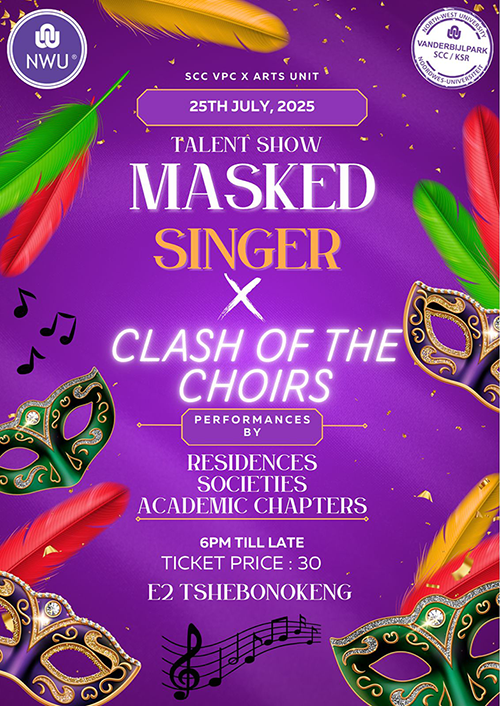 NWU®
NORTH-WEST UNIVERSITY
VANDERBIJLPARK
SCC / KSR
NOORDWES-UNIVERSITEIT
SCC VPC X ARTS UNIT
25TH JULY, 2025
TALENT SHOW
MASKED
SINGER
X
CLASH OF THE
CHOIRS
PERFORMANCES
BY
RESIDENCES
SOCIETIES
ACADEMIC CHAPTERS
6PM TILL LATE
TICKET PRICE : 30
E2 TSHEBONOKENG